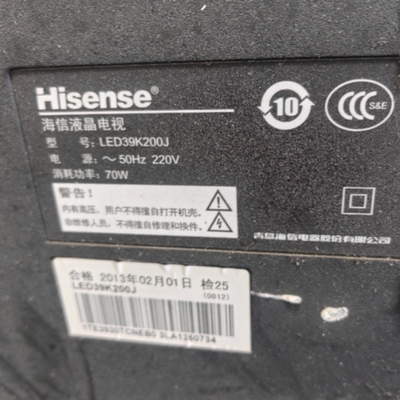 Hisense®
海信液晶电视
型 号：LED39K200J
电 源：～50Hz 220V
消耗功率：70W
警告！
内有高压，用户不得擅自打开机壳。
非维修人员，不得擅自修理和换件。
10
CCC
S&E
青岛海信电器股份有限公司
合格 2013年02月01日 检25
(0012)
LED39K200J